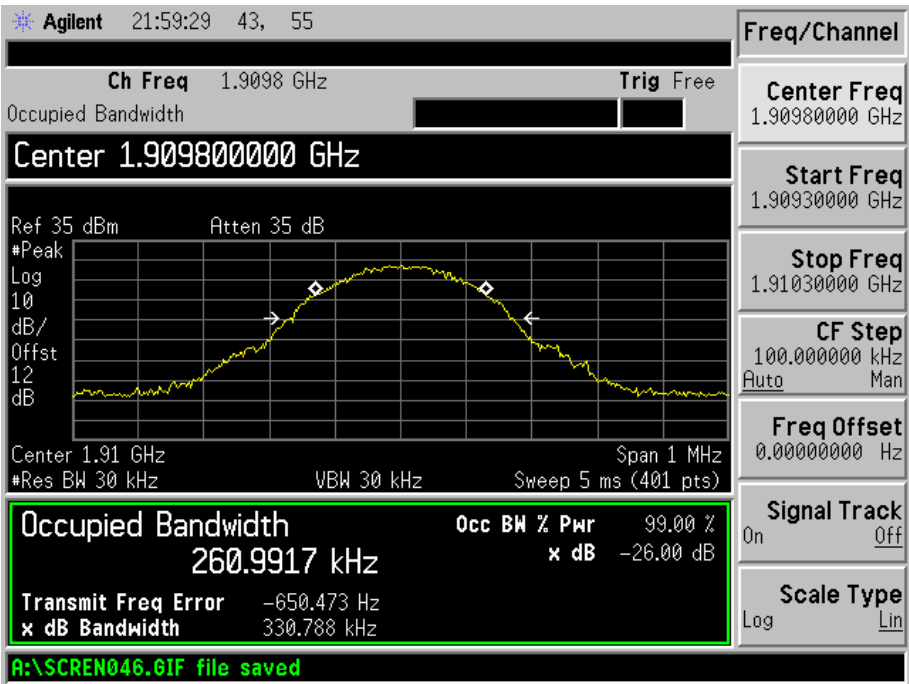 Agilent 21:59:29 43, 55
Ch Freq 1.9098 GHz Trig Free
Occupied Bandwidth
Center 1.909800000 GHz
Ref 35 dBm Atten 35 dB
#Peak
Log
10
dB/
Offst
12
dB
Center 1.91 GHz Span 1 MHz
#Res BW 30 kHz VBW 30 kHz Sweep 5 ms (401 pts)
Occupied Bandwidth
260.9917 kHz
Occ BW % Pwr 99.00 %
x dB -26.00 dB
Transmit Freq Error -650.473 Hz
x dB Bandwidth 330.788 kHz
A:\SCREN046.GIF file saved
Freq/Channel
Center Freq
1.90980000 GHz
Start Freq
1.90930000 GHz
Stop Freq
1.91030000 GHz
CF Step
100.000000 kHz
Auto Man
Freq Offset
0.00000000 Hz
Signal Track
On Off
Scale Type
Log Lin